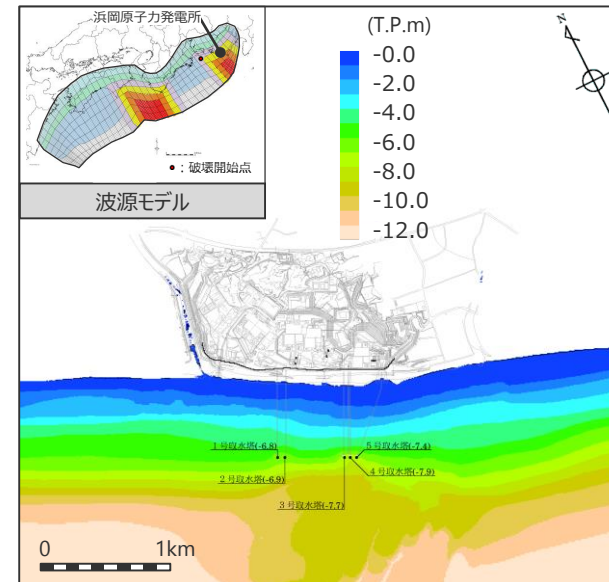 浜岡原子力発電所
●：破壊開始点
波源モデル
(T.P.m)
-0.0
-2.0
-4.0
-6.0
-8.0
-10.0
-12.0
N
1号取水塔(-6.8)
2号取水塔(-6.9)
3号取水塔(-7.7)
5号取水塔(-7.4)
4号取水塔(-7.9)
0 1km